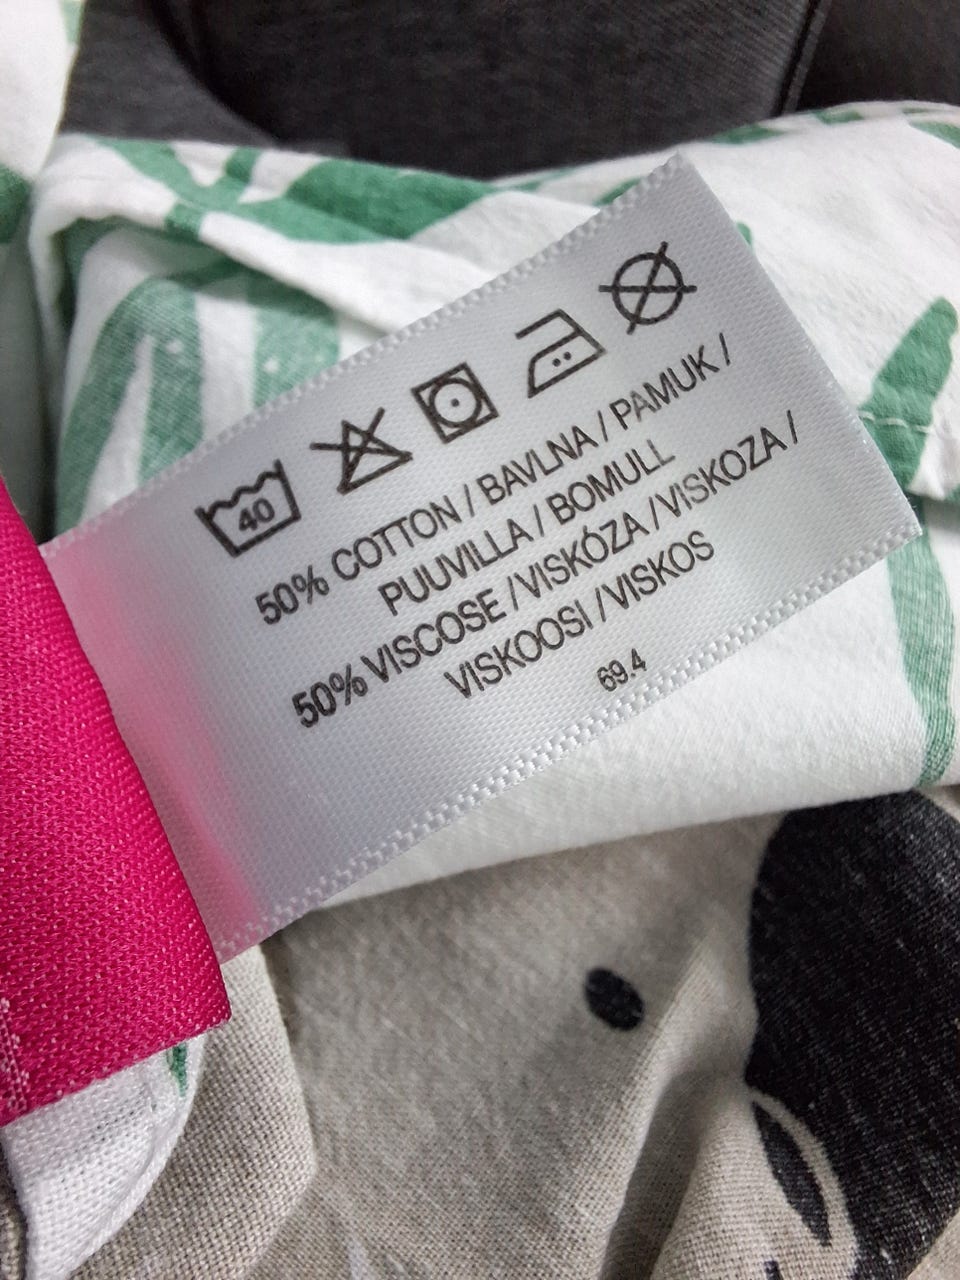 40
50% COTTON / BAVLNA / PAMUK /
PUUVILLA / BOMULL
50% VISCOSE / VISKÓZA / VISKOZA /
VISKOOSI / VISKOS
69.4